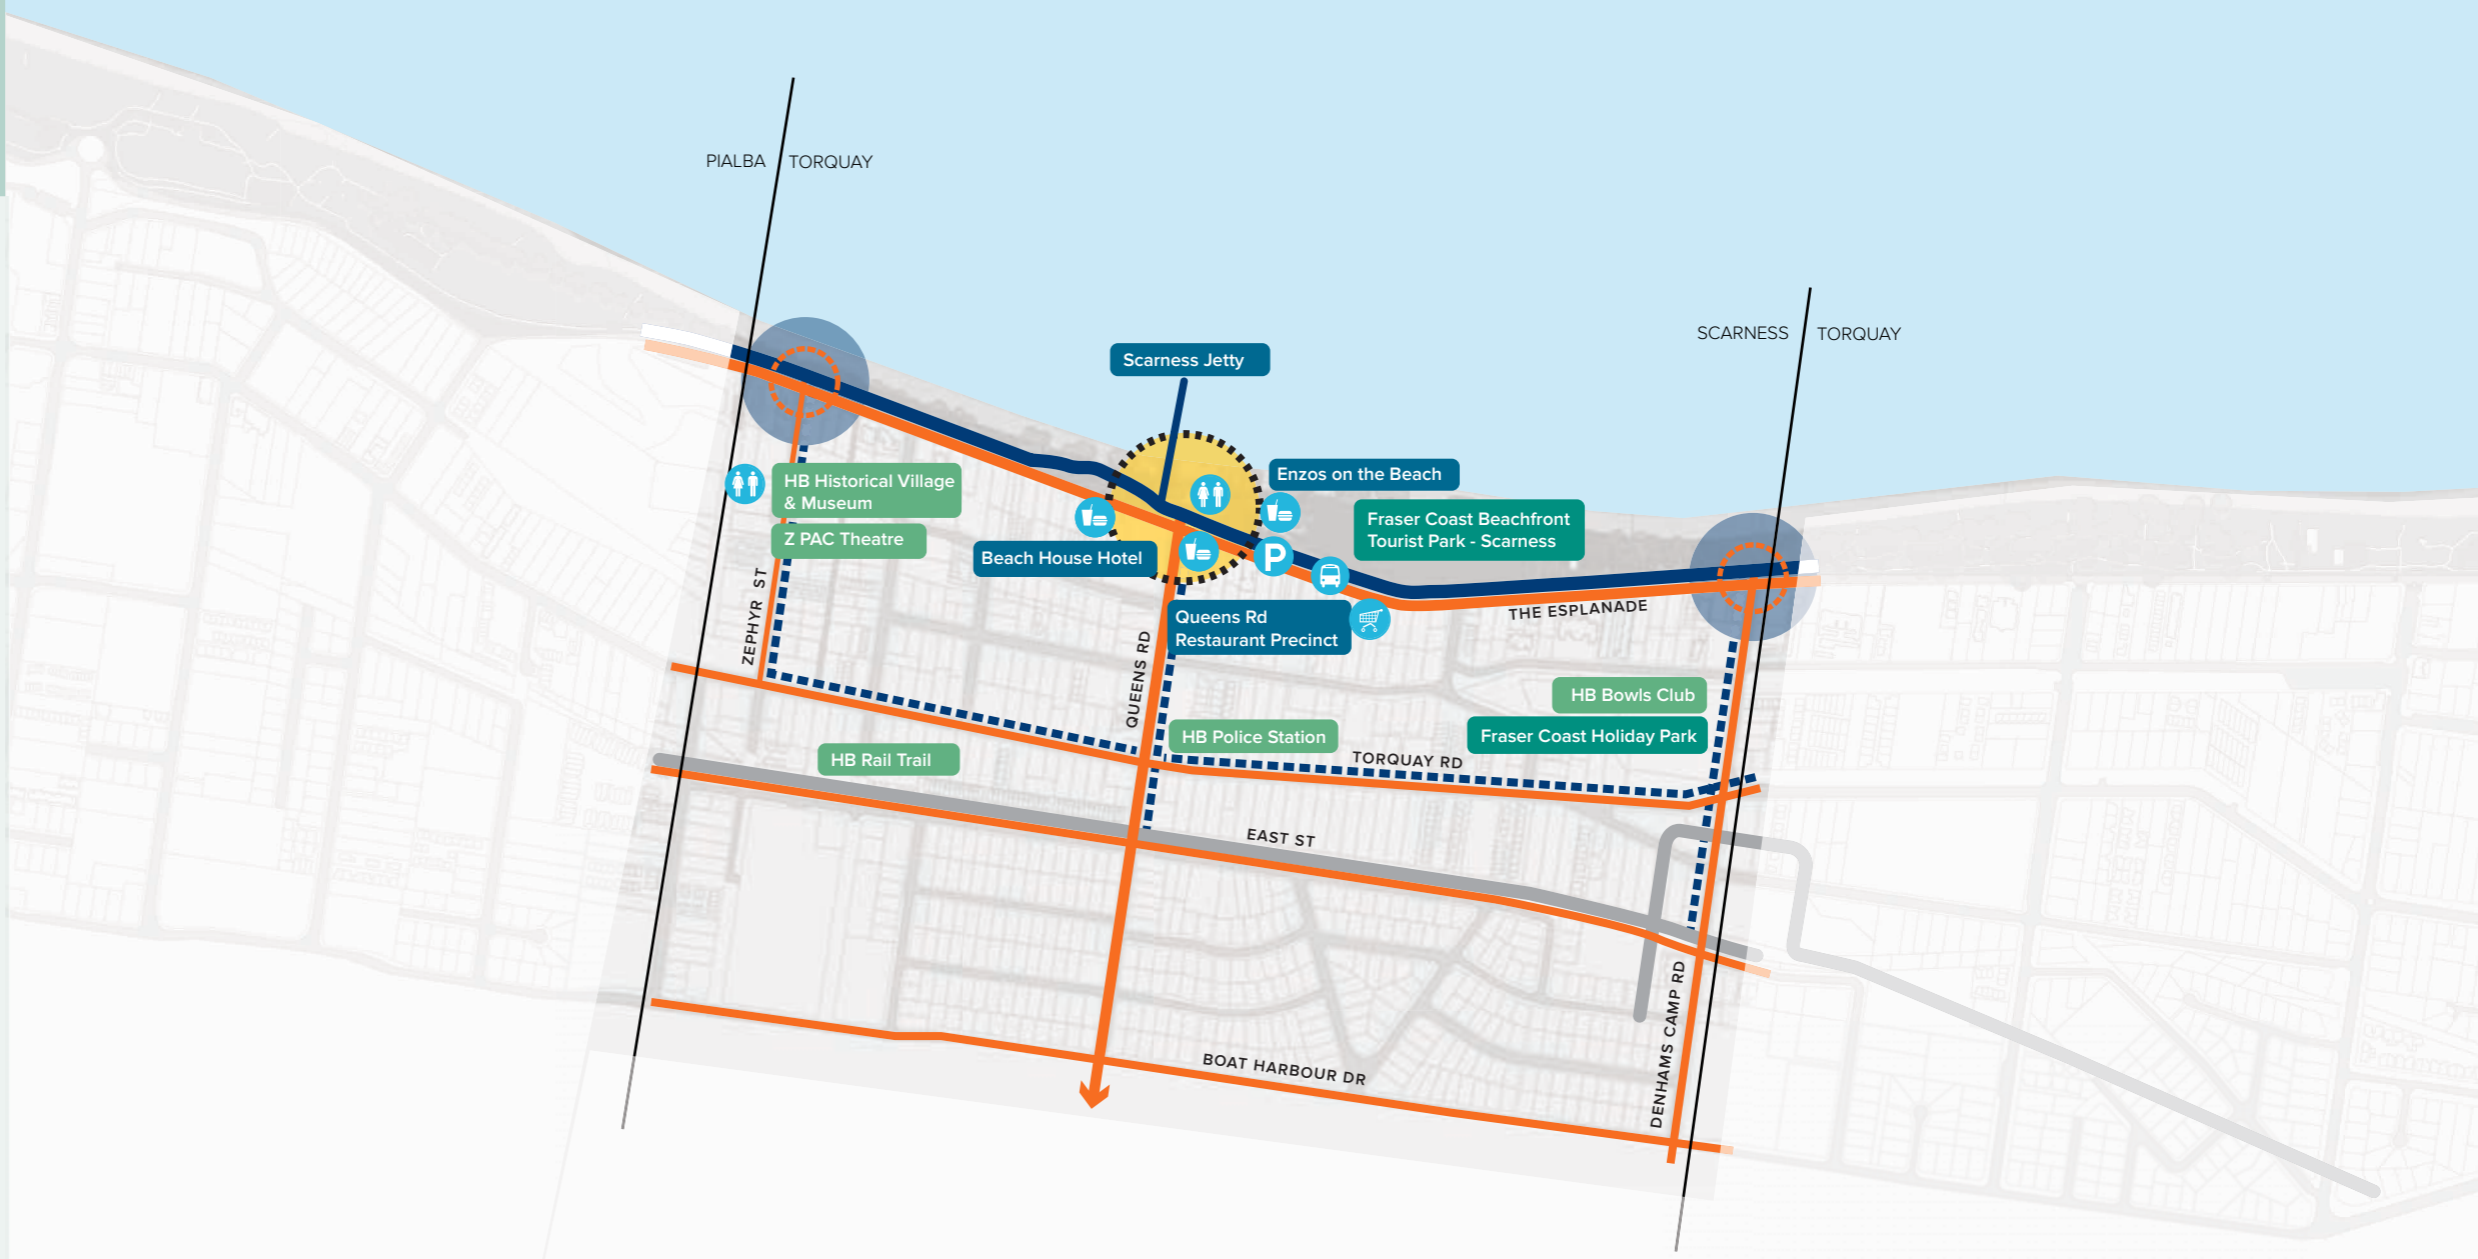 PIALBA
TORQUAY
SCARNESS
TORQUAY
Scarness Jetty
Enzos on the Beach
HB Historical Village
& Museum
Fraser Coast Beachfront
Tourist Park - Scarness
Z PAC Theatre
Beach House Hotel
P
Queens Rd
Restaurant Precinct
THE ESPLANADE
ZEPHYR ST
QUEENS RD
HB Bowls Club
HB Police Station
Fraser Coast Holiday Park
HB Rail Trail
TORQUAY RD
EAST ST
DENHAMS CAMP RD
BOAT HARBOUR DR